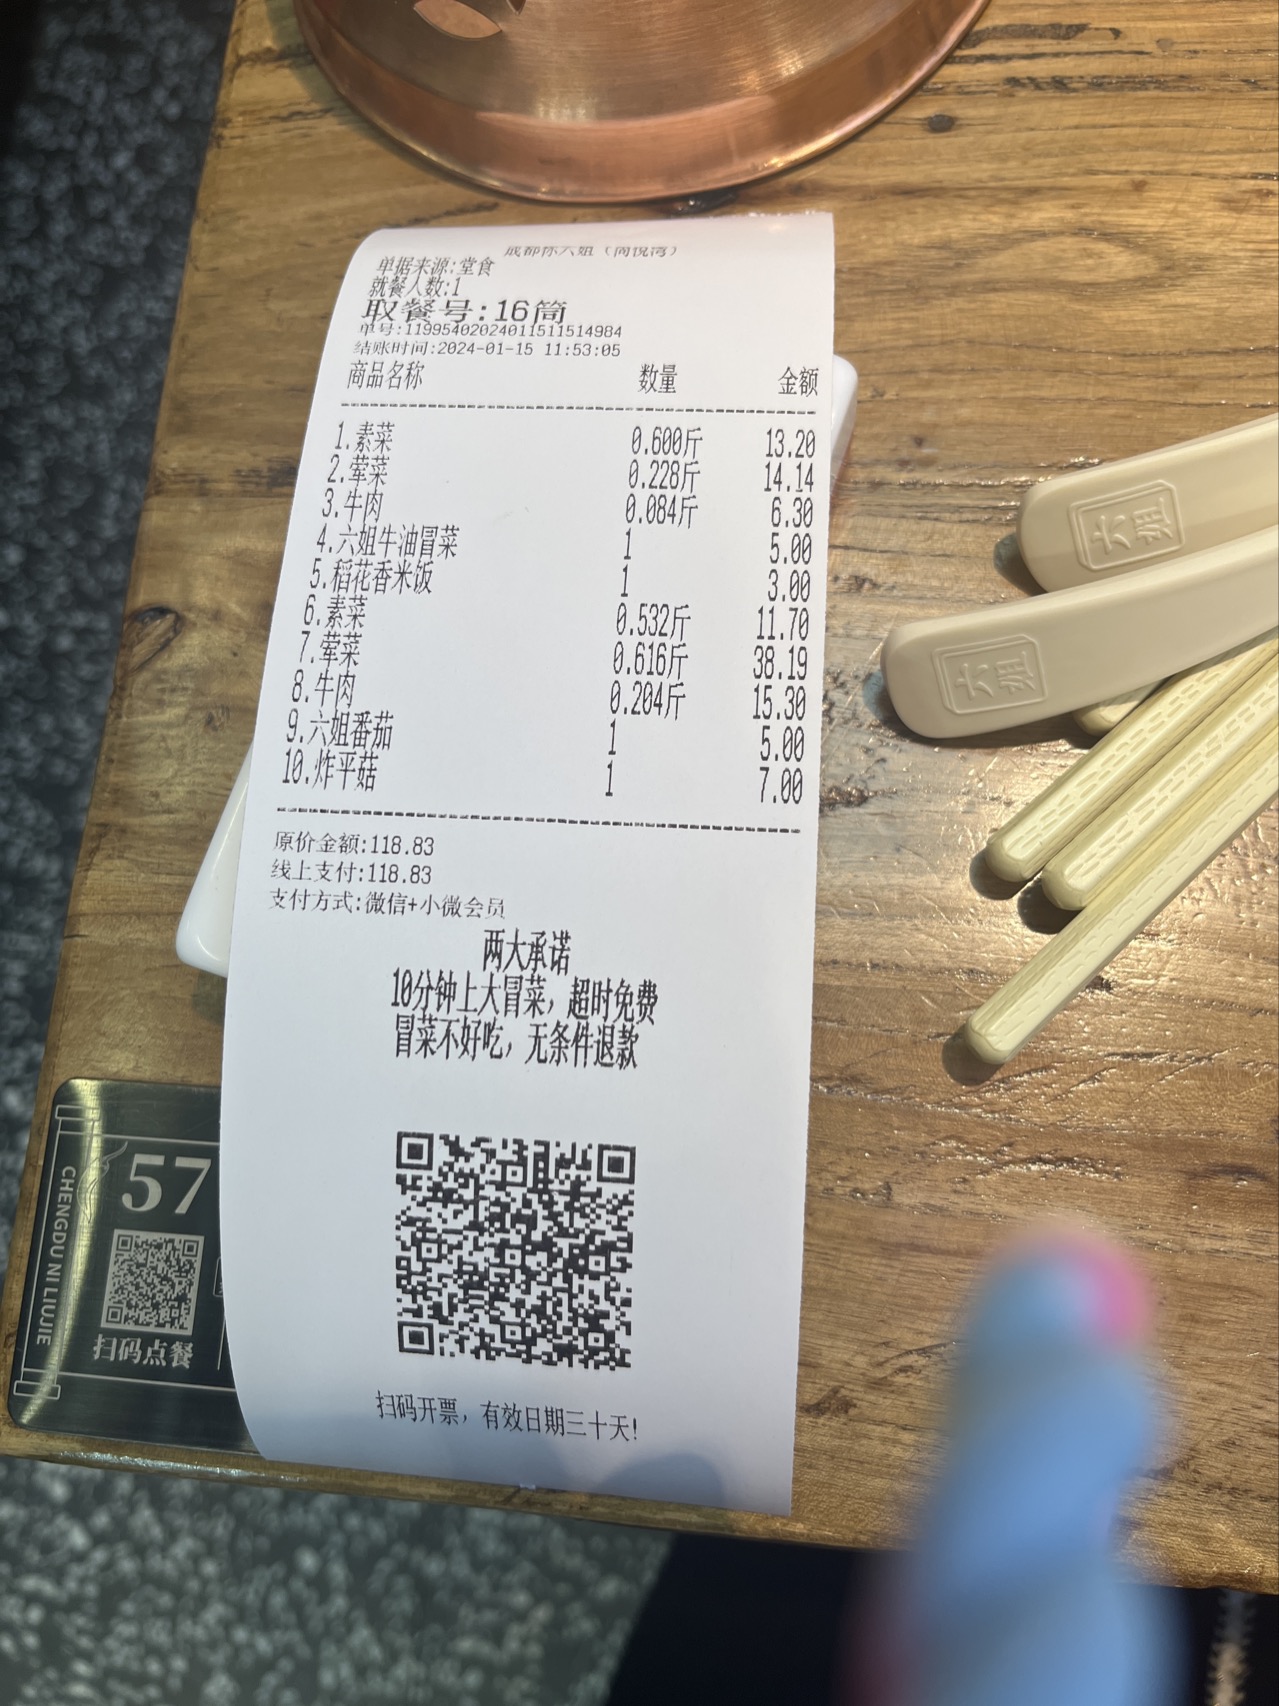 成都你六姐（尚悦湾）
单据来源:堂食
就餐人数:1
取餐号:16筒
单号:11995402024011511514984
结账时间:2024-01-15 11:53:05
商品名称 数量 金额
1.素菜 0.600斤 13.20
2.荤菜 0.228斤 14.14
3.牛肉 0.084斤 6.30
4.六姐牛油冒菜 1 5.00
5.稻花香米饭 1 3.00
6.素菜 0.532斤 11.70
7.荤菜 0.616斤 38.19
8.牛肉 0.204斤 15.30
9.六姐番茄 1 5.00
10.炸平菇 1 7.00
原价金额:118.83
线上支付:118.83
支付方式:微信+小微会员
两大承诺
10分钟上大冒菜，超时免费
冒菜不好吃，无条件退款
扫码开票，有效日期三十天!
57
CHENGDU NI LIUJIE
扫码点餐
六姐
六姐